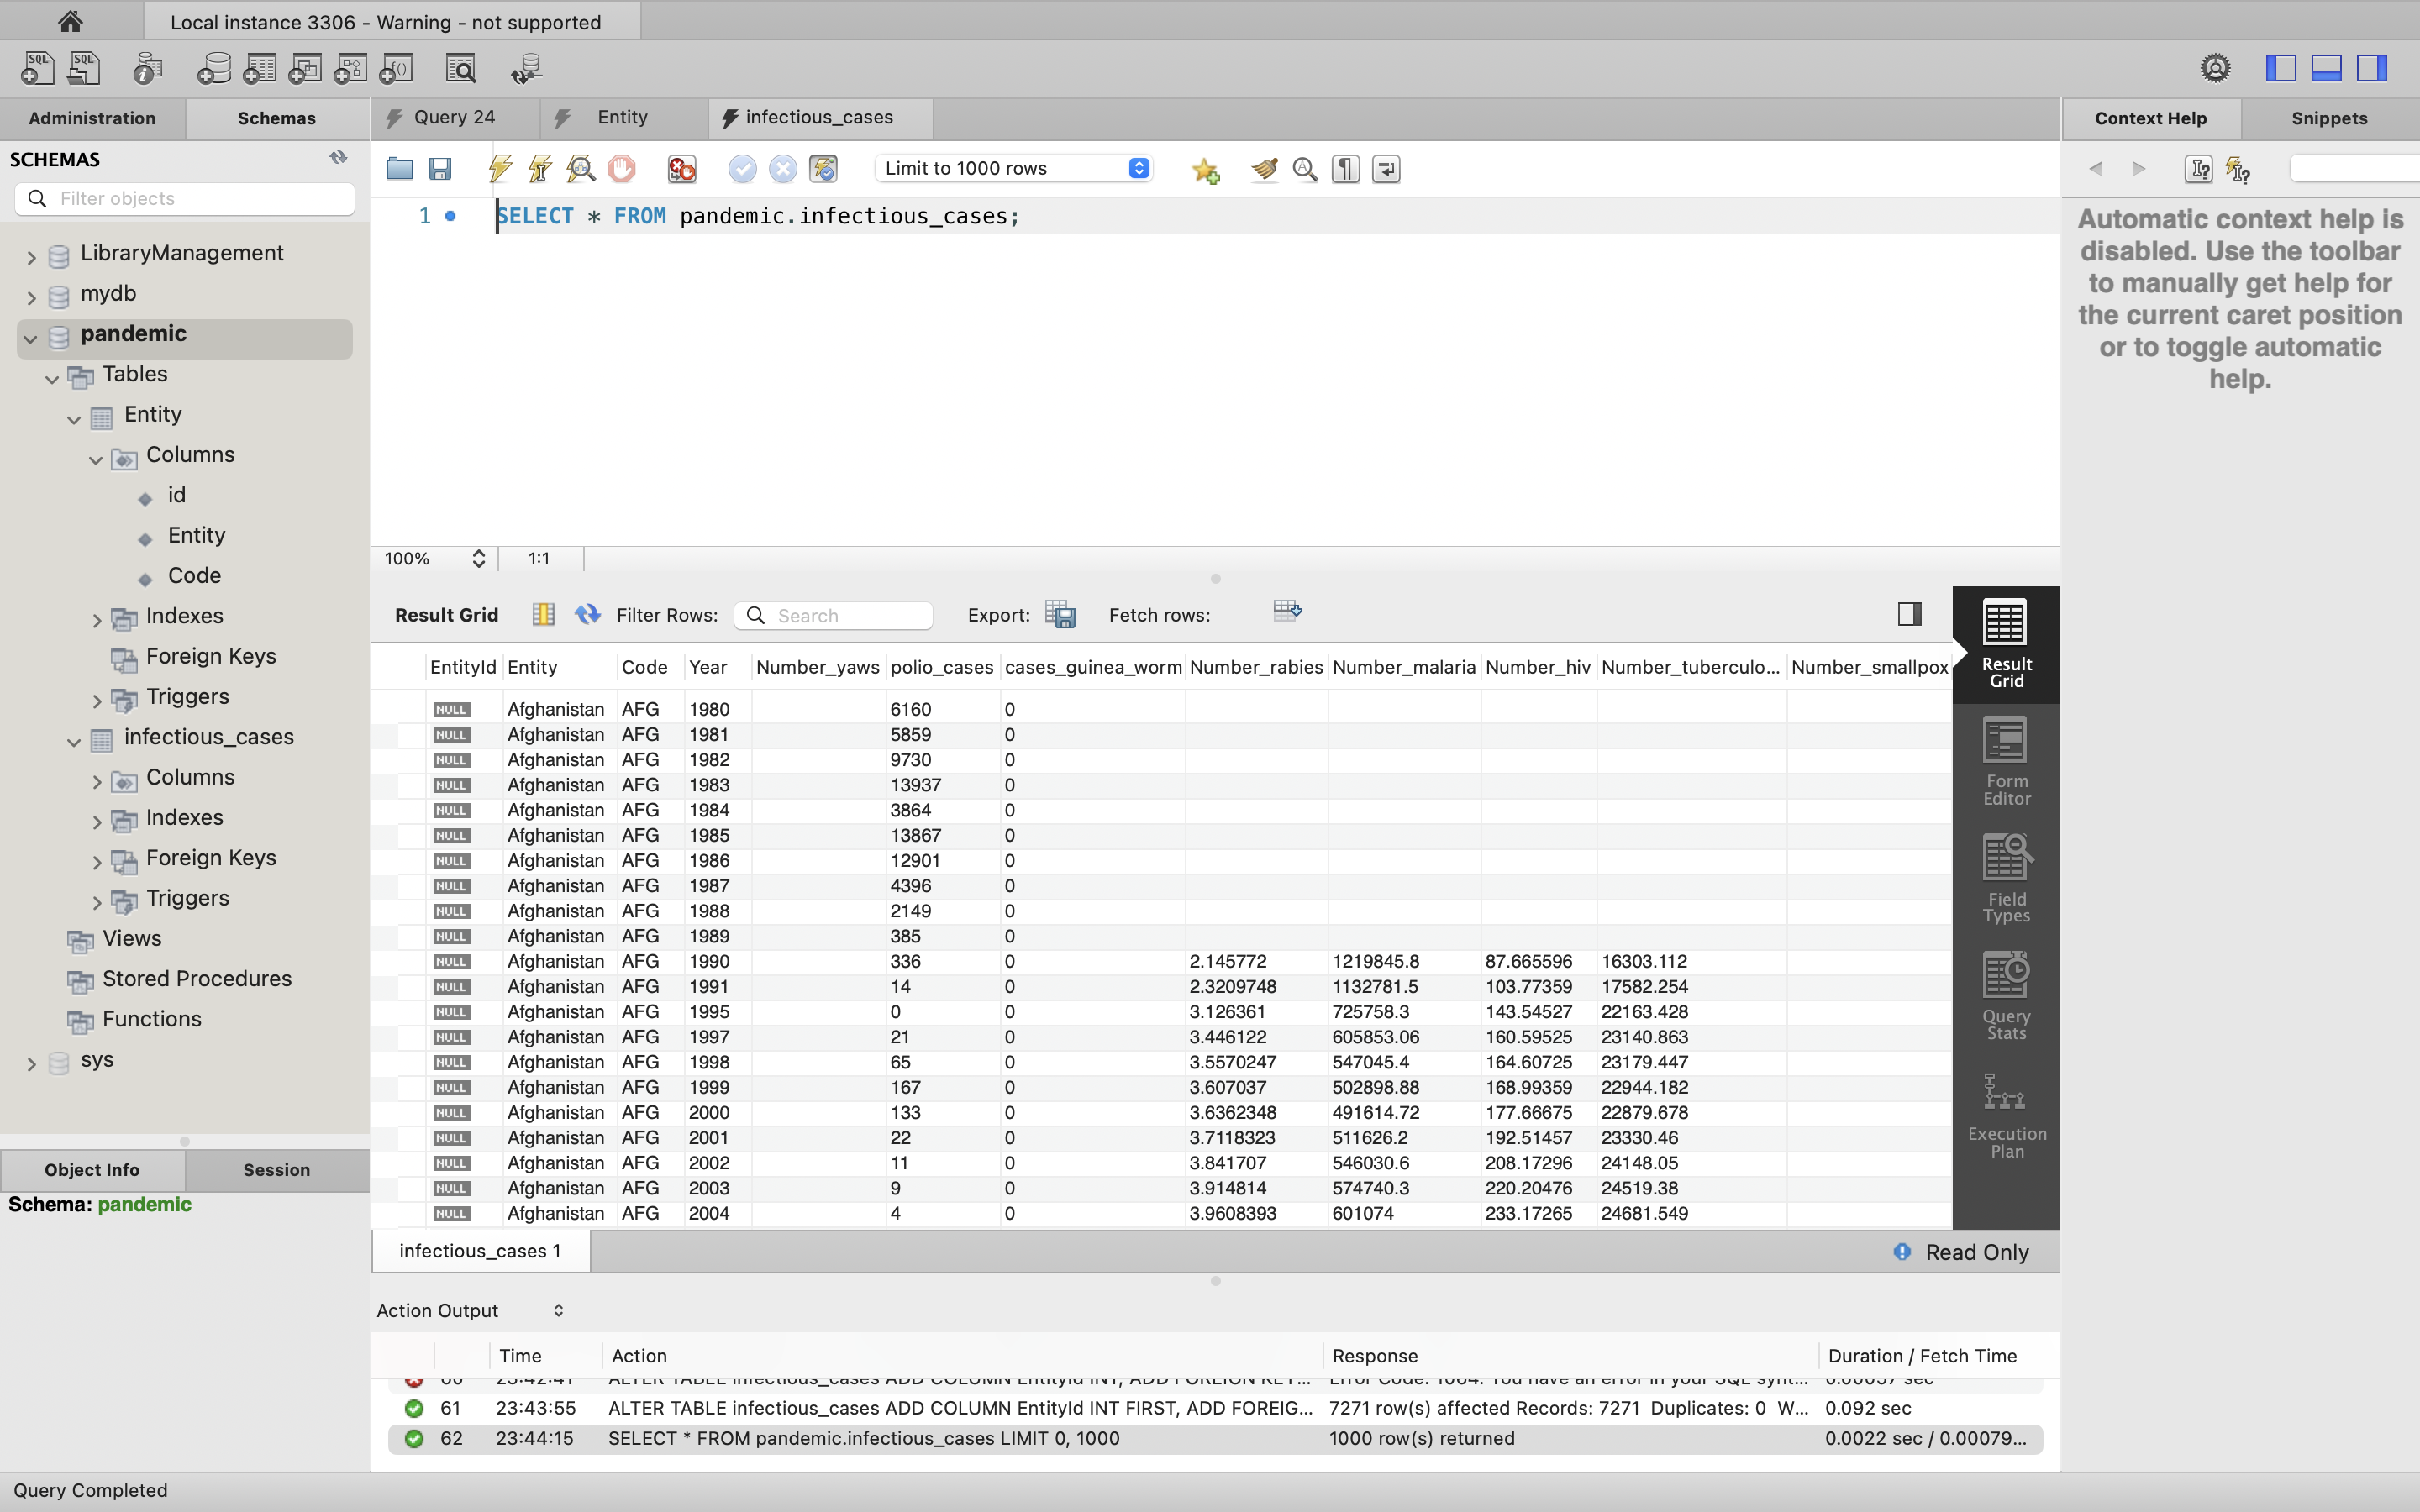 Local instance 3306 - Warning - not supported
Administration
Schemas
Query 24
Entity
infectious_cases
Context Help
Snippets
SCHEMAS
Filter objects
Limit to 1000 rows
1 SELECT * FROM pandemic.infectious_cases;
Automatic context help is
disabled. Use the toolbar
to manually get help for
the current caret position
or to toggle automatic
help.
LibraryManagement
mydb
pandemic
Tables
Entity
Columns
id
Entity
Code
Indexes
Foreign Keys
Triggers
infectious_cases
Columns
Indexes
Foreign Keys
Triggers
Views
Stored Procedures
Functions
sys
Object Info
Session
Schema: pandemic
100% 1:1
Result Grid Filter Rows: Search Export: Fetch rows:
EntityId Entity Code Year Number_yaws polio_cases cases_guinea_worm Number_rabies Number_malaria Number_hiv Number_tuberculo... Number_smallpox
NULL Afghanistan AFG 1980 6160 0
NULL Afghanistan AFG 1981 5859 0
NULL Afghanistan AFG 1982 9730 0
NULL Afghanistan AFG 1983 13937 0
NULL Afghanistan AFG 1984 3864 0
NULL Afghanistan AFG 1985 13867 0
NULL Afghanistan AFG 1986 12901 0
NULL Afghanistan AFG 1987 4396 0
NULL Afghanistan AFG 1988 2149 0
NULL Afghanistan AFG 1989 385 0
NULL Afghanistan AFG 1990 336 0 2.145772 1219845.8 87.665596 16303.112
NULL Afghanistan AFG 1991 14 0 2.3209748 1132781.5 103.77359 17582.254
NULL Afghanistan AFG 1995 0 0 3.126361 725758.3 143.54527 22163.428
NULL Afghanistan AFG 1997 21 0 3.446122 605853.06 160.59525 23140.863
NULL Afghanistan AFG 1998 65 0 3.5570247 547045.4 164.60725 23179.447
NULL Afghanistan AFG 1999 167 0 3.607037 502898.88 168.99359 22944.182
NULL Afghanistan AFG 2000 133 0 3.6362348 491614.72 177.66675 22879.678
NULL Afghanistan AFG 2001 22 0 3.7118323 511626.2 192.51457 23330.46
NULL Afghanistan AFG 2002 11 0 3.841707 546030.6 208.17296 24148.05
NULL Afghanistan AFG 2003 9 0 3.914814 574740.3 220.20476 24519.38
NULL Afghanistan AFG 2004 4 0 3.9608393 601074 233.17265 24681.549
Result
Grid
Form
Editor
Field
Types
Query
Stats
Execution
Plan
infectious_cases 1
Read Only
Action Output
Time Action Response Duration / Fetch Time
60 23:42:41 ALTER TABLE infectious_cases ADD COLUMN EntityId INT, ADD FOREIGN KEY... Error Code: 1064. You have an error in your SQL synt... 0.00057 sec
61 23:43:55 ALTER TABLE infectious_cases ADD COLUMN EntityId INT FIRST, ADD FOREIG... 7271 row(s) affected Records: 7271 Duplicates: 0 W... 0.092 sec
62 23:44:15 SELECT * FROM pandemic.infectious_cases LIMIT 0, 1000 1000 row(s) returned 0.0022 sec / 0.00079...
Query Completed